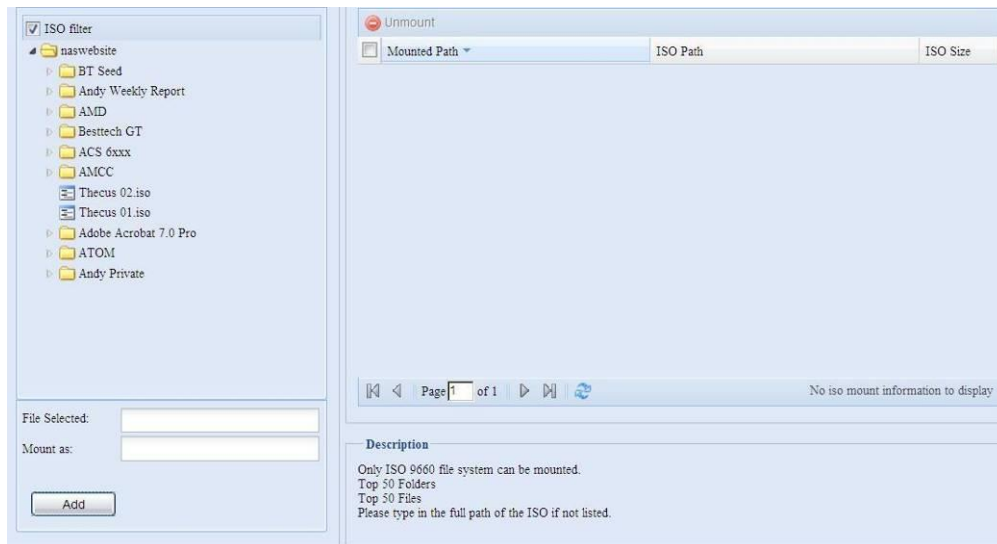 ISO filter
naswebsite
BT Seed
Andy Weekly Report
AMD
Besttech GT
ACS 6xxx
AMCC
Thecus 02.iso
Thecus 01.iso
Adobe Acrobat 7.0 Pro
ATOM
Andy Private
File Selected:
Mount as:
Add
Unmount
Mounted Path ISO Path ISO Size
Page 1 of 1 No iso mount information to display
Description
Only ISO 9660 file system can be mounted.
Top 50 Folders
Top 50 Files
Please type in the full path of the ISO if not listed.